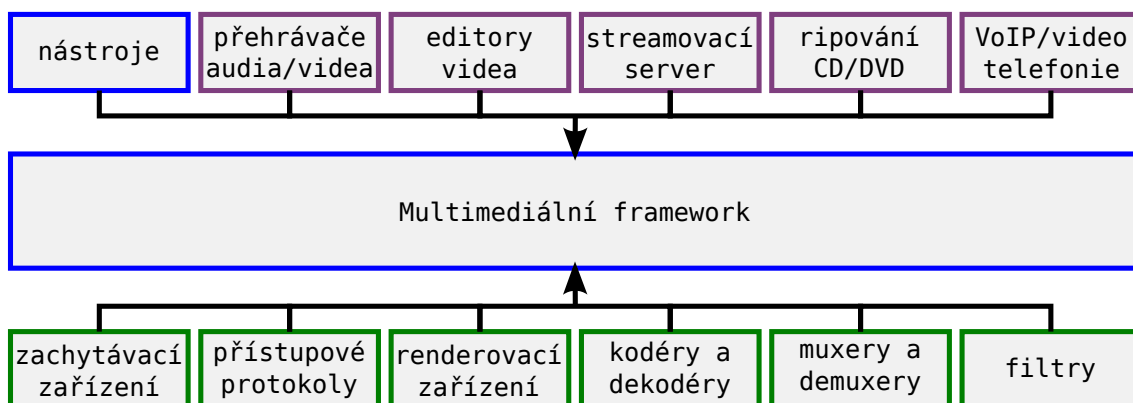 nástroje
přehrávače
audia/videa
editory
videa
streamovací
server
ripování
CD/DVD
VoIP/video
telefonie
Multimediální framework
zachytávací
zařízení
přístupové
protokoly
renderovací
zařízení
kodéry a
dekodéry
muxery a
demuxery
filtry